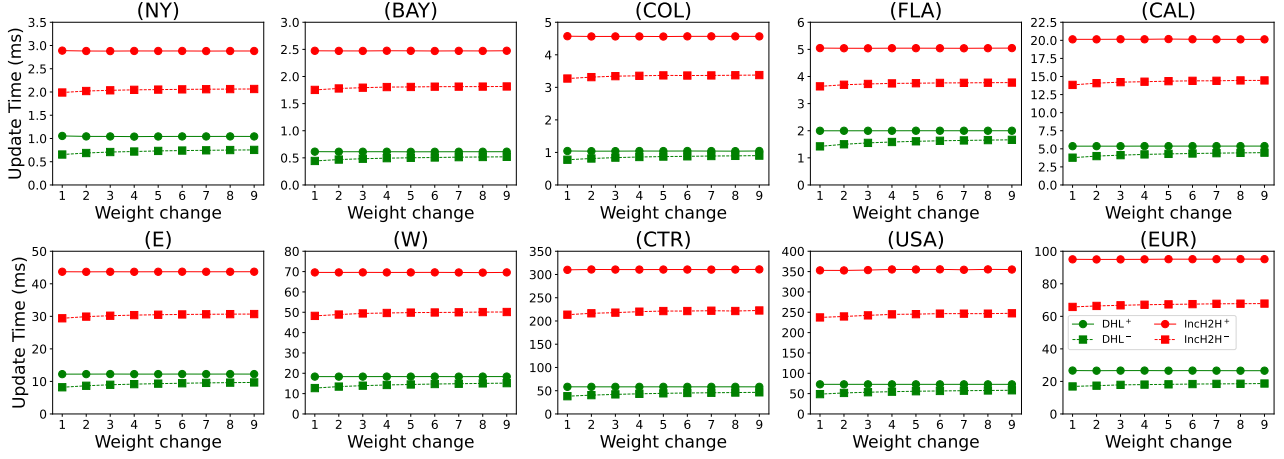 (NY) (BAY) (COL) (FLA) (CAL)
Update Time (ms)
3.5
3.0
2.5
2.0
1.5
1.0
0.5
0.0
1 2 3 4 5 6 7 8 9
Weight change
3.0
2.5
2.0
1.5
1.0
0.5
0.0
1 2 3 4 5 6 7 8 9
Weight change
5
4
3
2
1
0
1 2 3 4 5 6 7 8 9
Weight change
6
5
4
3
2
1
0
1 2 3 4 5 6 7 8 9
Weight change
22.5
20.0
17.5
15.0
12.5
10.0
7.5
5.0
2.5
0.0
1 2 3 4 5 6 7 8 9
Weight change
(E) (W) (CTR) (USA) (EUR)
Update Time (ms)
50
40
30
20
10
0
1 2 3 4 5 6 7 8 9
Weight change
80
70
60
50
40
30
20
10
0
1 2 3 4 5 6 7 8 9
Weight change
350
300
250
200
150
100
50
0
1 2 3 4 5 6 7 8 9
Weight change
400
350
300
250
200
150
100
50
0
1 2 3 4 5 6 7 8 9
Weight change
100
80
60
40
20
0
DHL⁺ IncH2H⁺
DHL⁻ IncH2H⁻
1 2 3 4 5 6 7 8 9
Weight change